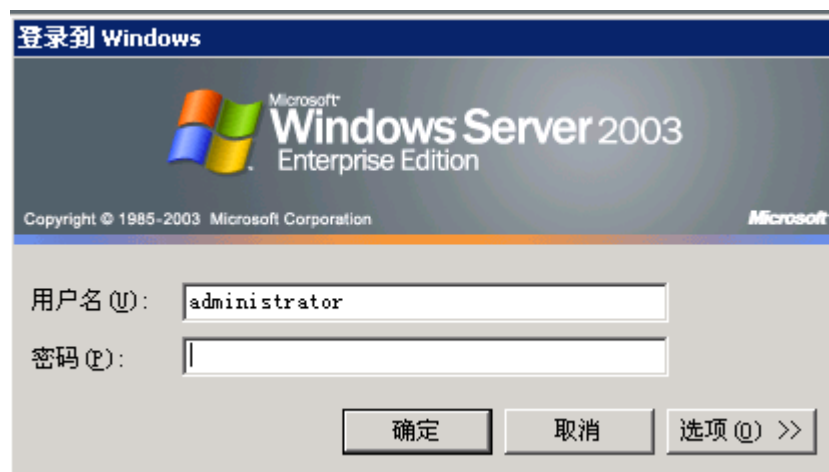 登录到 Windows
Microsoft
Windows Server 2003
Enterprise Edition
Copyright © 1985-2003 Microsoft Corporation Microsoft
用户名(U): administrator
密码(P):
确定 取消 选项(O) >>